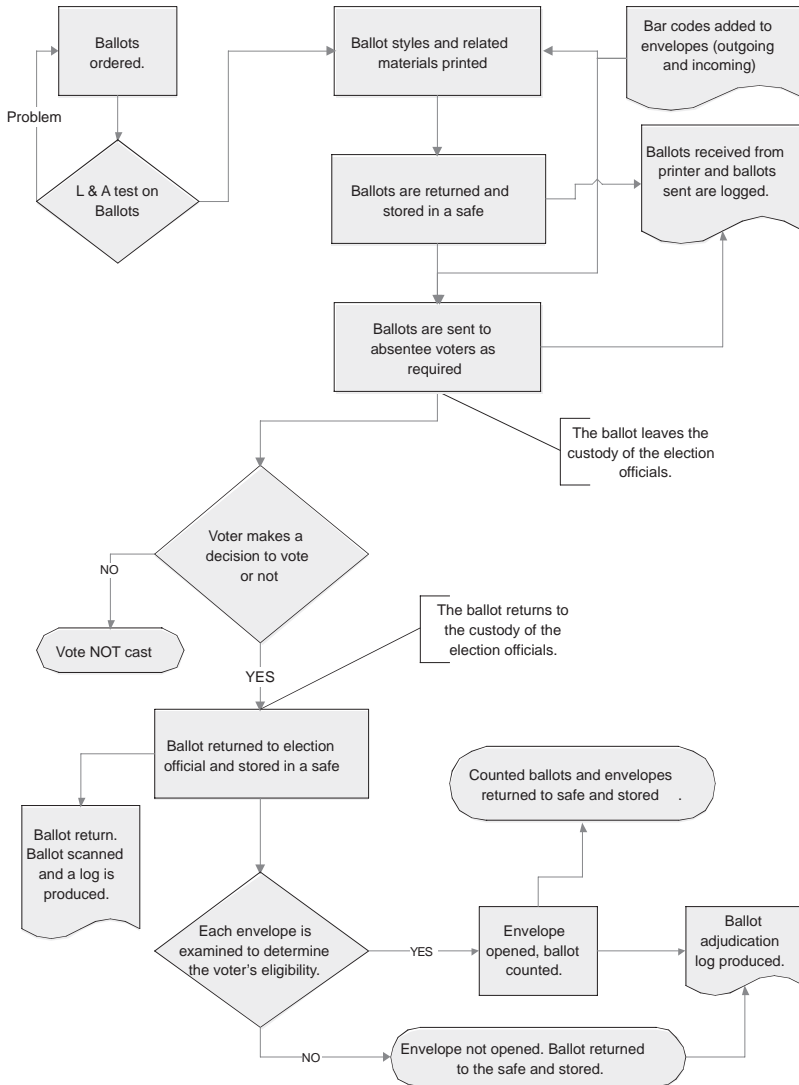 Ballots
ordered.
Ballot styles and related
materials printed
Bar codes added to
envelopes (outgoing
and incoming)
Problem
L & A test on
Ballots
Ballots are returned and
stored in a safe
Ballots received from
printer and ballots
sent are logged.
Ballots are sent to
absentee voters as
required
The ballot leaves the
custody of the election
officials.
Voter makes a
decision to vote
or not
NO
Vote NOT cast
The ballot returns to
the custody of the
election officials.
YES
Ballot returned to election
official and stored in a safe
Counted ballots and envelopes
returned to safe and stored .
Ballot return.
Ballot scanned
and a log is
produced.
Each envelope is
examined to determine
the voter's eligibility.
YES
Envelope
opened, ballot
counted.
Ballot
adjudication
log produced.
NO
Envelope not opened. Ballot returned
to the safe and stored.